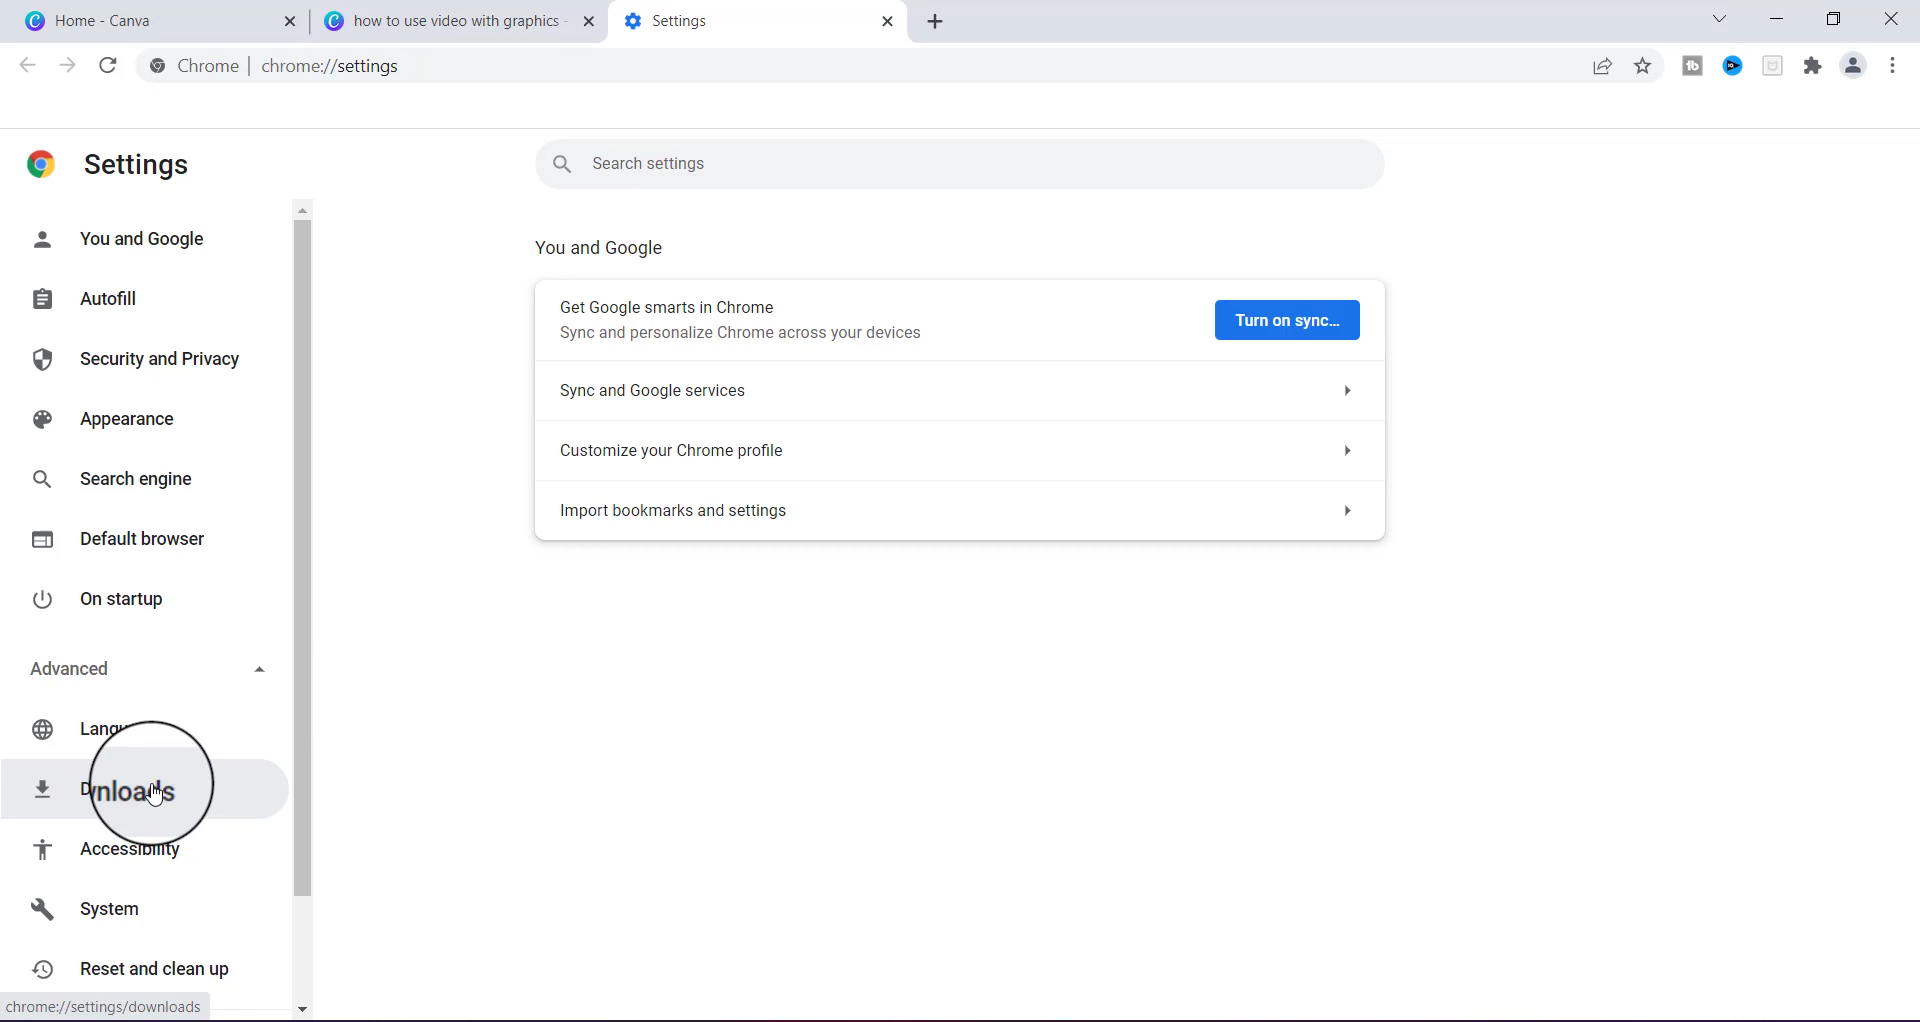 Home - Canva
how to use video with graphics -
Settings
Chrome | chrome://settings
Settings
Search settings
You and Google
Autofill
Security and Privacy
Appearance
Search engine
Default browser
On startup
Advanced
Langu
D
wnloads
Accessibility
System
Reset and clean up
chrome://settings/downloads
You and Google
Get Google smarts in Chrome
Sync and personalize Chrome across your devices
Turn on sync...
Sync and Google services
Customize your Chrome profile
Import bookmarks and settings